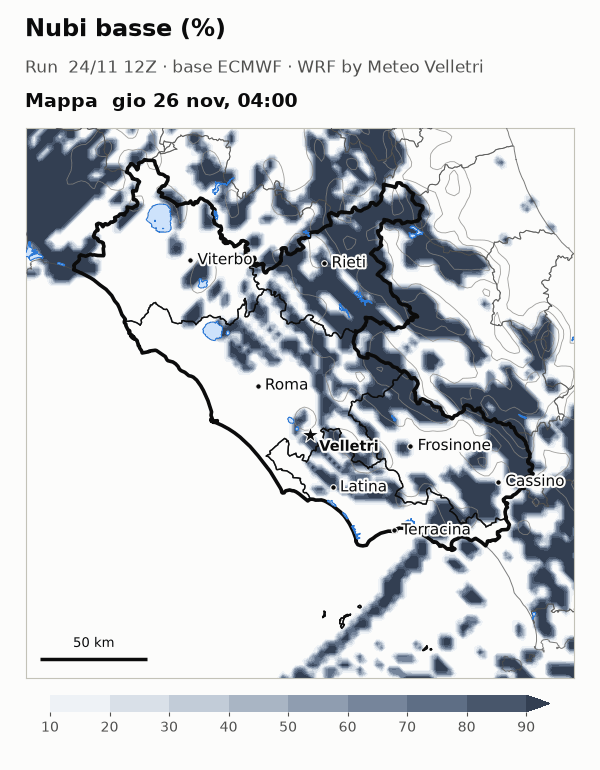 Nubi basse (%)
Run 24/11 12Z · base ECMWF · WRF by Meteo Velletri
Mappa gio 26 nov, 04:00
Viterbo
Rieti
Roma
Velletri
Frosinone
Latina
Cassino
Terracina
50 km
10 20 30 40 50 60 70 80 90